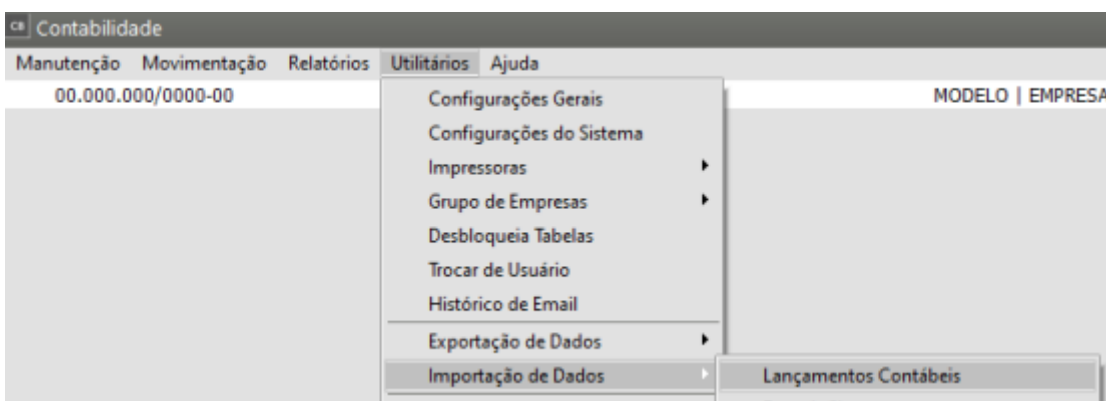 CB Contabilidade
Manutenção Movimentação Relatórios Utilitários Ajuda
00.000.000/0000-00 MODELO | EMPRESA
Configurações Gerais
Configurações do Sistema
Impressoras
Grupo de Empresas
Desbloqueia Tabelas
Trocar de Usuário
Histórico de Email
Exportação de Dados
Importação de Dados Lançamentos Contábeis